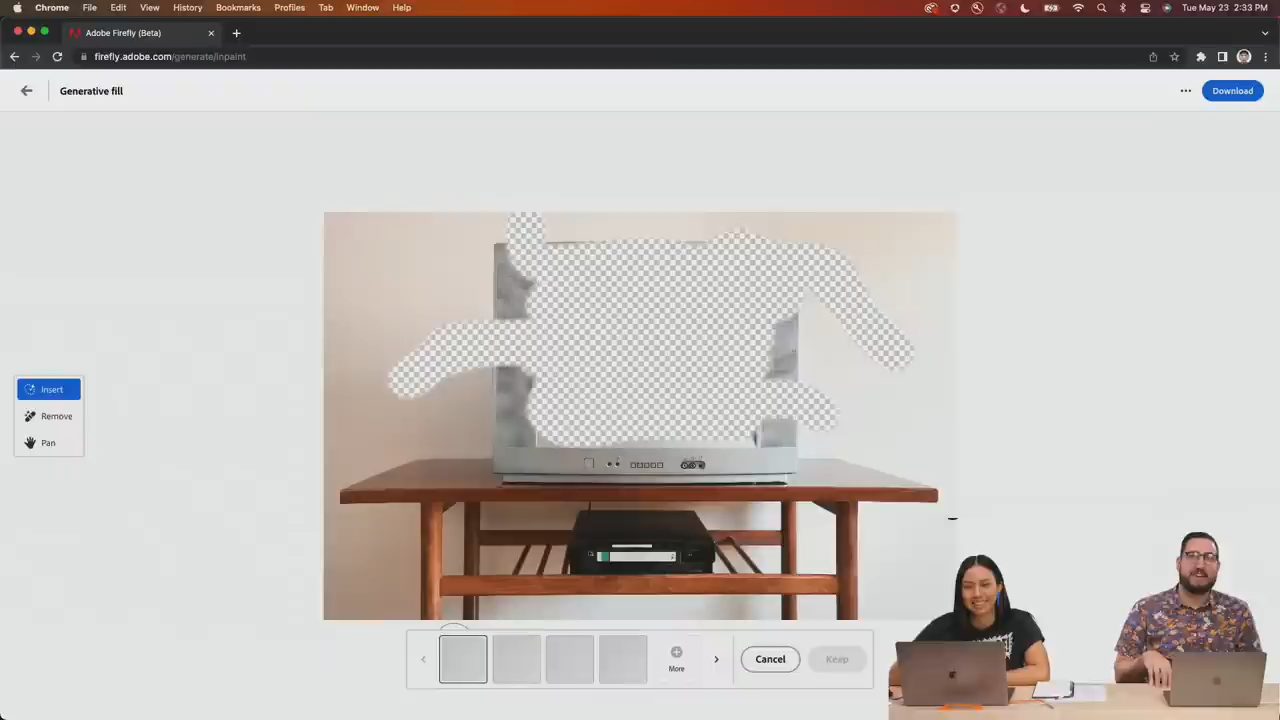 Chrome File Edit View History Bookmarks Profiles Tab Window Help Tue May 23 2:33 PM
Adobe Firefly (Beta)
firefly.adobe.com/generate/inpaint
Generative fill Download
Insert
Remove
Pan
More
Cancel Keep